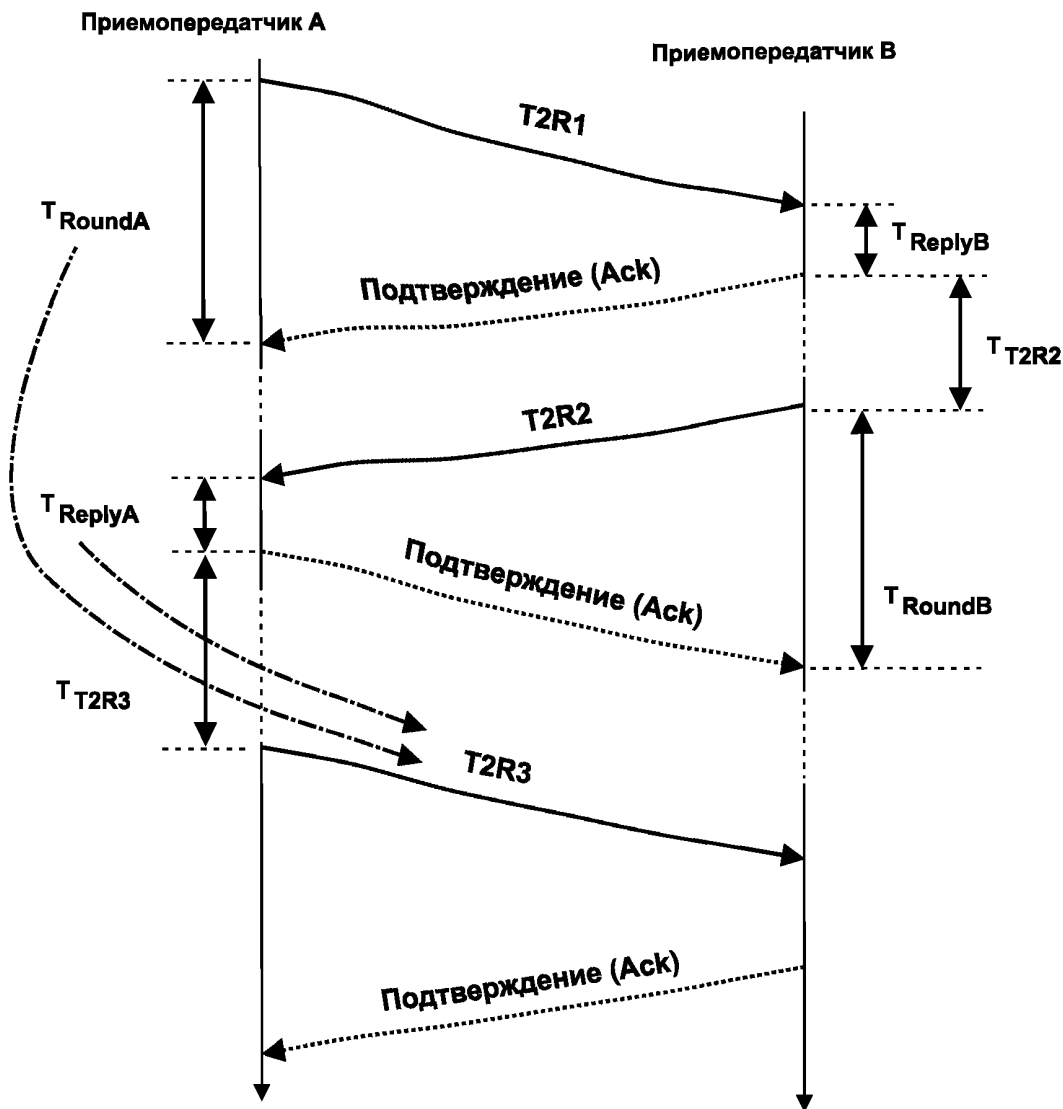 Приемопередатчик А
Приемопередатчик В
T2R1
T RoundA
T ReplyB
Подтверждение (Ack)
T T2R2
T2R2
T ReplyA
Подтверждение (Ack)
T RoundB
T T2R3
T2R3
Подтверждение (Ack)